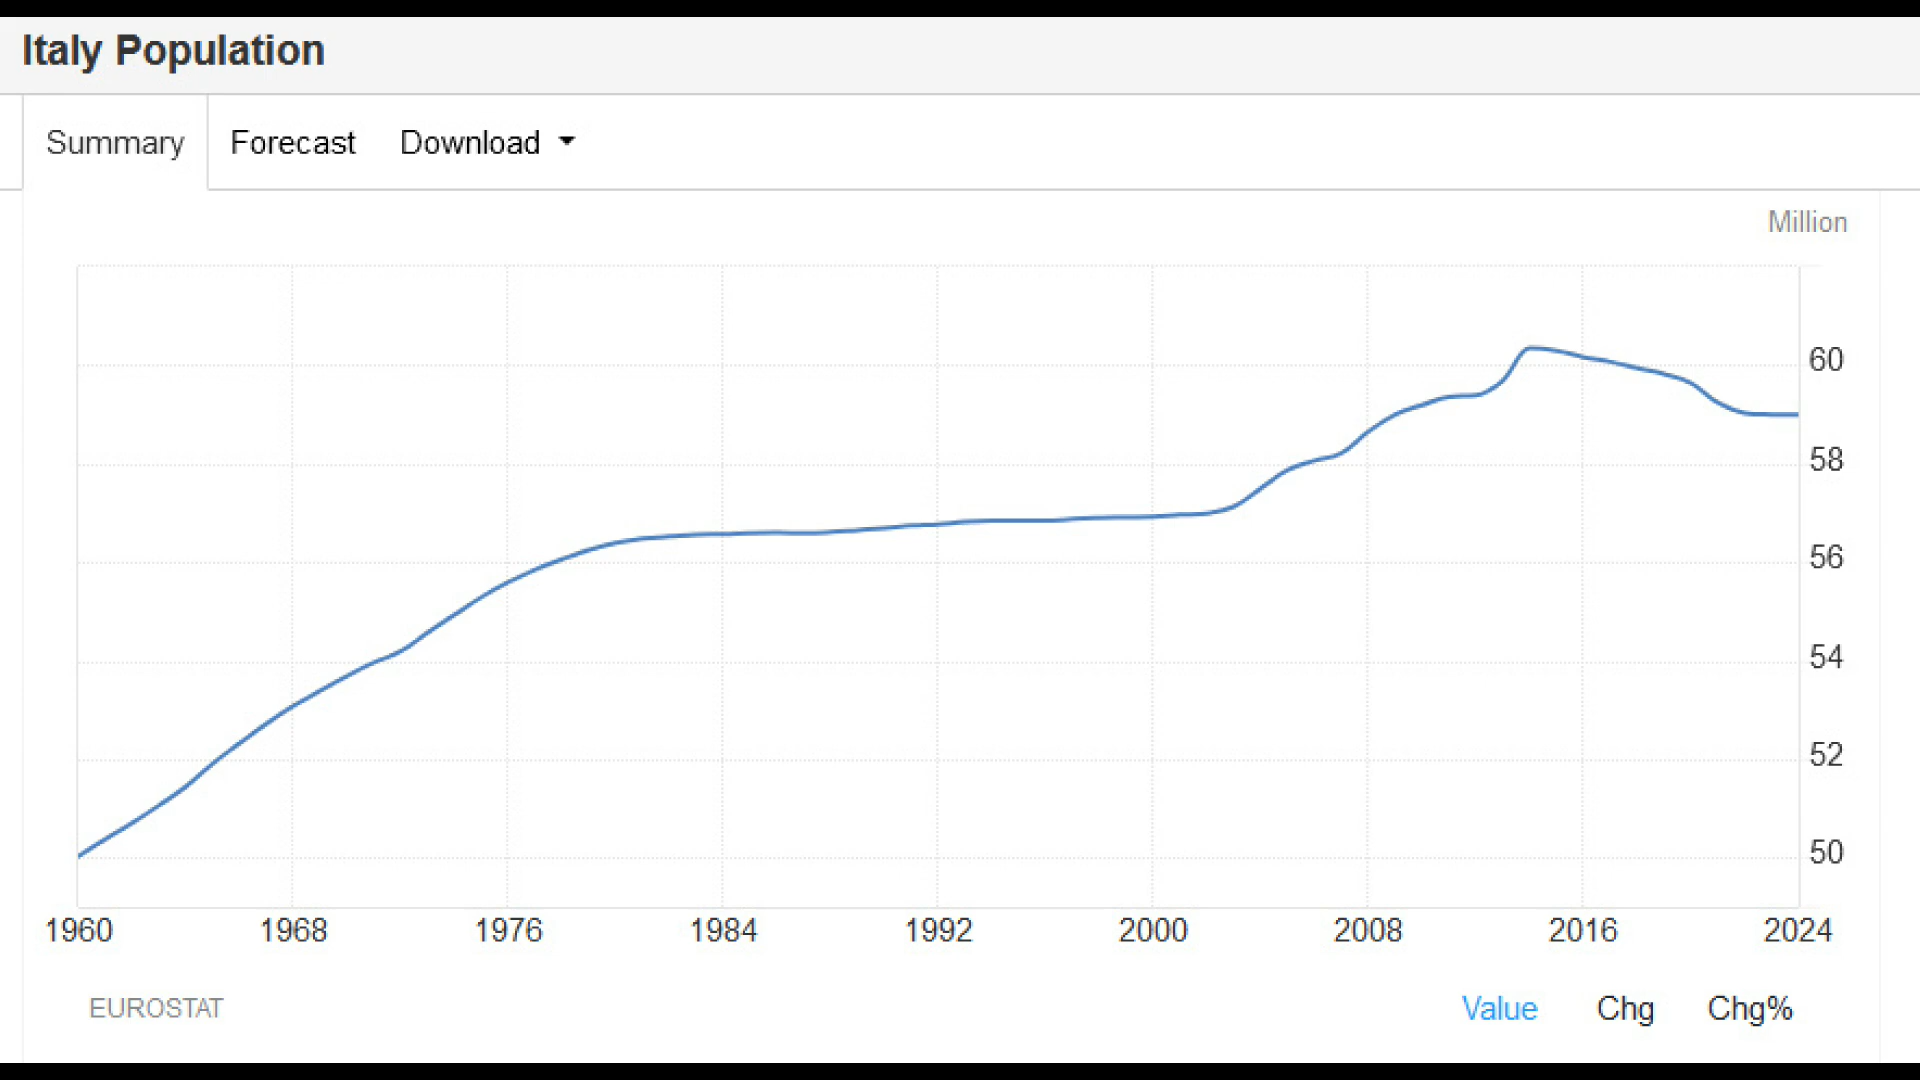 Italy Population
Summary Forecast Download
Million
60
58
56
54
52
50
1960 1968 1976 1984 1992 2000 2008 2016 2024
EUROSTAT Value Chg Chg%